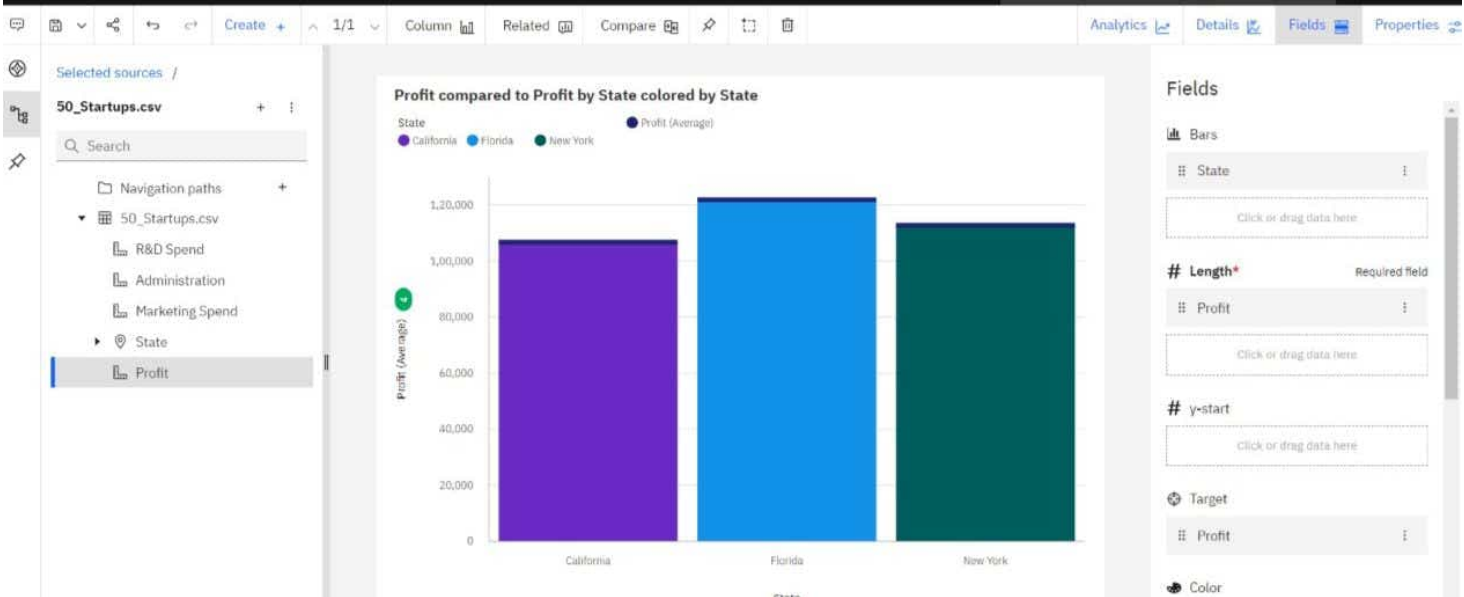 Create + 1/1 Column Related Compare Analytics Details Fields Properties
Selected sources /
50_Startups.csv + 
Search
Navigation paths +
50_Startups.csv
R&D Spend
Administration
Marketing Spend
State
Profit
Profit compared to Profit by State colored by State
State
Profit (Average)
California Florida New York
1,20,000
1,00,000
80,000
60,000
40,000
20,000
0
Profit (Average)
California Florida New York
State
Fields
Bars
State
Click or drag data here
# Length* Required field
Profit
Click or drag data here
# y-start
Click or drag data here
Target
Profit
Color